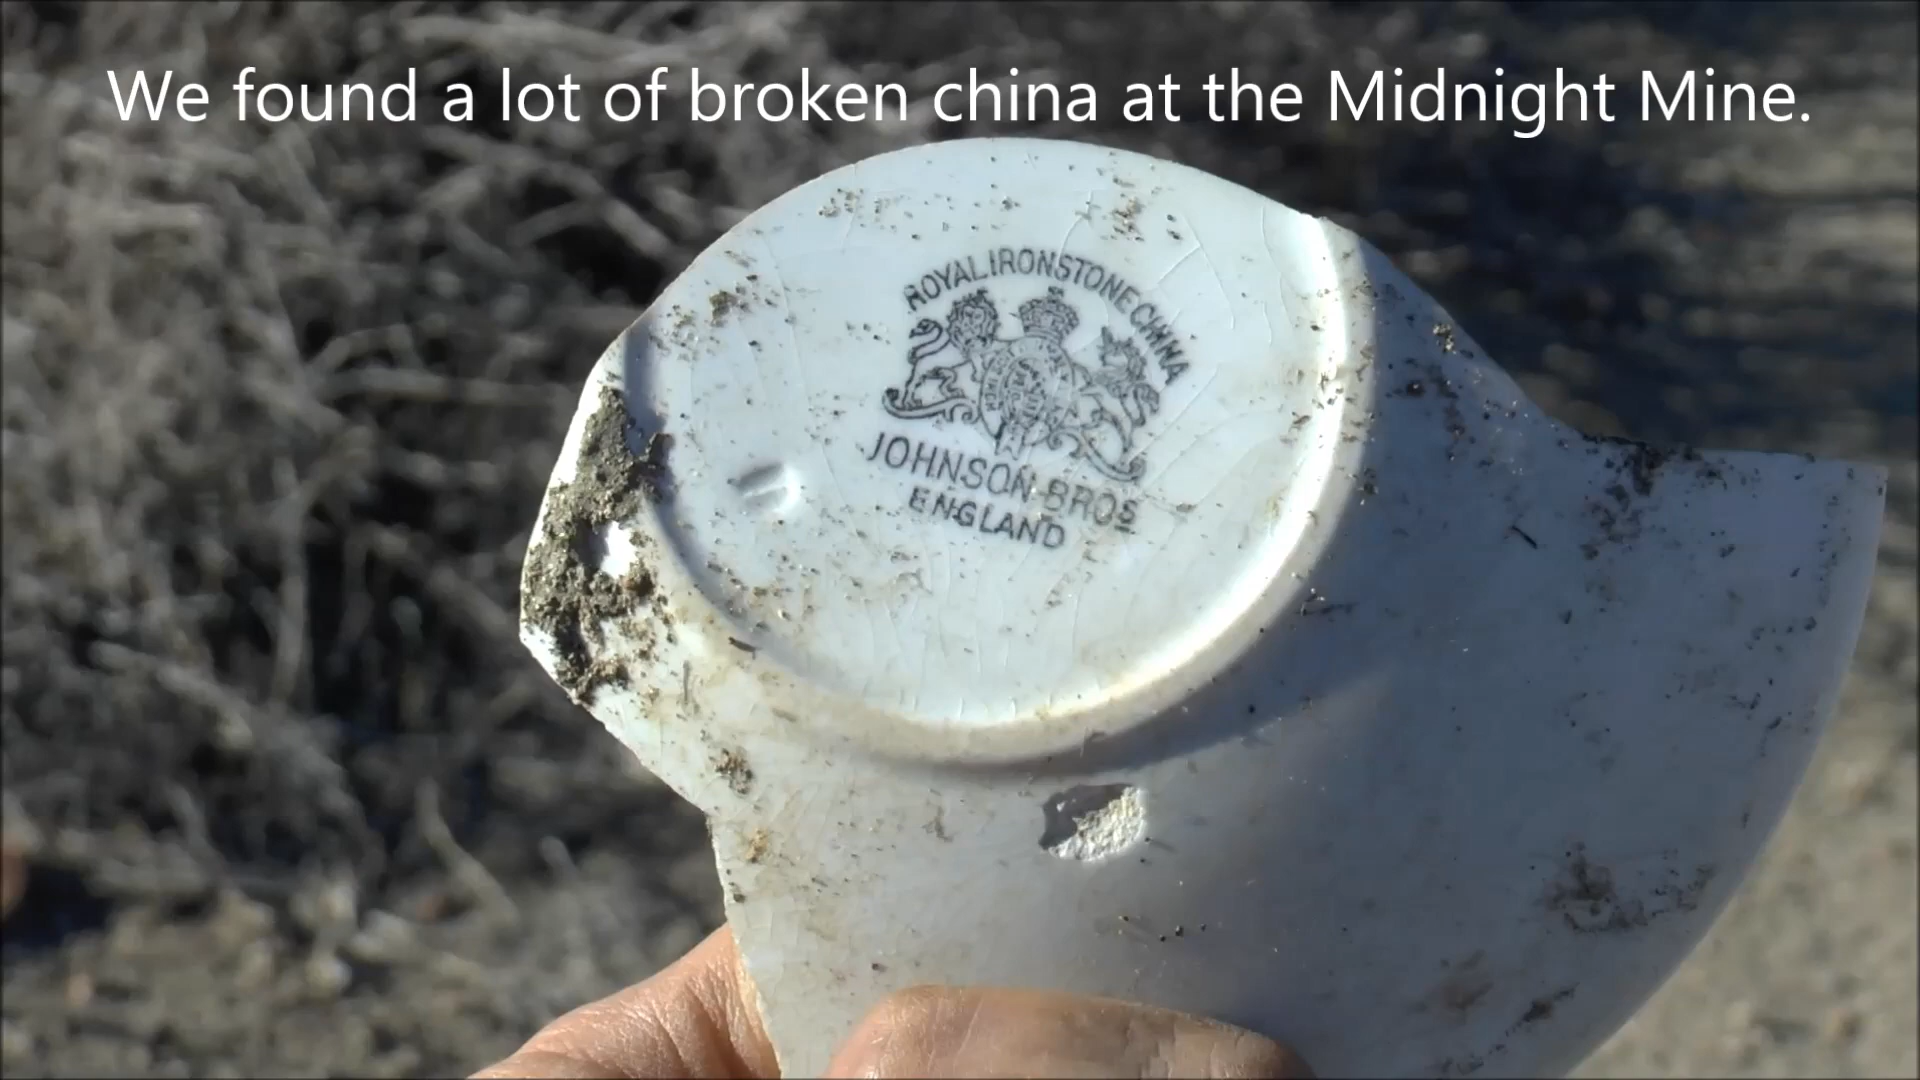 We found a lot of broken china at the Midnight Mine.
ROYAL IRONSTONE CHINA
JOHNSON BROS
ENGLAND